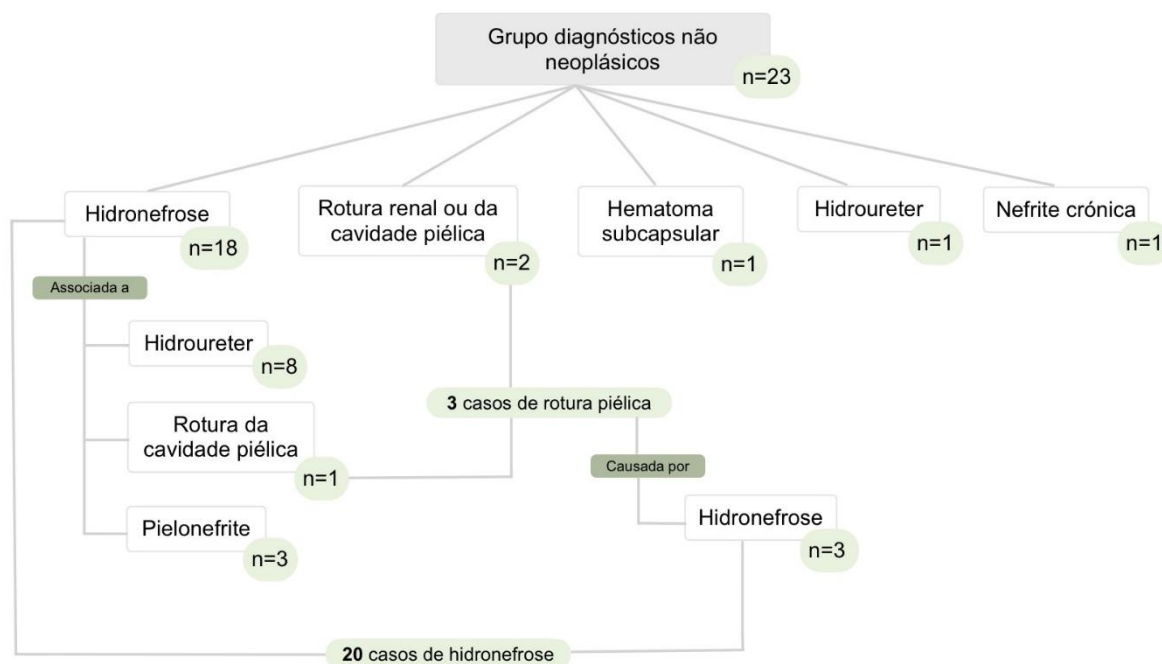 Grupo diagnósticos não
neoplásicos
n=23
Hidronefrose
n=18
Rotura renal ou da
cavidade piélica
n=2
Hematoma
subcapsular
n=1
Hidroureter
n=1
Nefrite crónica
n=1
Associada a
Hidroureter
n=8
3 casos de rotura piélica
Rotura da
cavidade piélica
n=1
Causada por
Pielonefrite
n=3
Hidronefrose
n=3
20 casos de hidronefrose